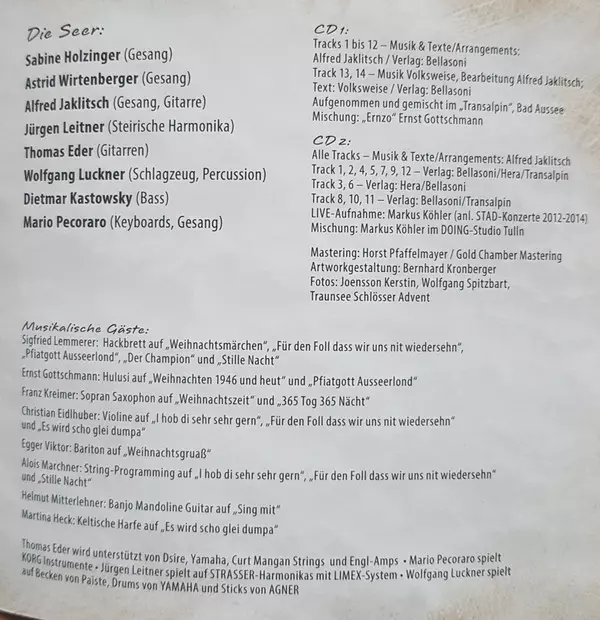 Die Seer:
Sabine Holzinger (Gesang)
Astrid Wirtenberger (Gesang)
Alfred Jaklitsch (Gesang, Gitarre)
Jürgen Leitner (Steirische Harmonika)
Thomas Eder (Gitarren)
Wolfgang Luckner (Schlagzeug, Percussion)
Dietmar Kastowsky (Bass)
Mario Pecoraro (Keyboards, Gesang)
CD 1:
Tracks 1 bis 12 – Musik & Texte/Arrangements:
Alfred Jaklitsch / Verlag: Bellasoni
Track 13, 14 – Musik Volksweise, Bearbeitung Alfred Jaklitsch;
Text: Volksweise / Verlag: Bellasoni
Aufgenommen und gemischt im „Transalpin", Bad Aussee
Mischung: „Ernzo" Ernst Gottschmann
CD 2:
Alle Tracks – Musik & Texte/Arrangements: Alfred Jaklitsch
Track 1, 2, 4, 5, 7, 9, 12 – Verlag: Bellasoni/Hera/Transalpin
Track 3, 6 – Verlag: Hera/Bellasoni
Track 8, 10, 11 – Verlag: Bellasoni/Transalpin
LIVE-Aufnahme: Markus Köhler (anl. STAD-Konzerte 2012-2014)
Mischung: Markus Köhler im DOING-Studio Tulln
Mastering: Horst Pfaffelmayer / Gold Chamber Mastering
Artworkgestaltung: Bernhard Kronberger
Fotos: Joensson Kerstin, Wolfgang Spitzbart,
Traunsee Schlösser Advent
Musikalische Gäste:
Sigfried Lemmerer: Hackbrett auf „Weihnachtsmärchen", „Für den Foll dass wir uns nit wiedersehn",
„Pfiatgott Ausseerlond", „Der Champion" und „Stille Nacht"
Ernst Gottschmann: Hulusi auf „Weihnachten 1946 und heut" und „Pfiatgott Ausseerlond"
Franz Kreimer: Sopran Saxophon auf „Weihnachtszeit" und „365 Tog 365 Nächt"
Christian Eidlhuber: Violine auf „I hob di sehr sehr gern", „Für den Foll dass wir uns nit wiedersehn"
und „Es wird scho glei dumpa"
Egger Viktor: Bariton auf „Weihnachtsgruaß"
Alois Marchner: String-Programming auf „I hob di sehr sehr gern", „Für den Foll dass wir uns nit wiedersehn"
und „Stille Nacht"
Helmut Mitterlehner: Banjo Mandoline Guitar auf „Sing mit"
Martina Heck: Keltische Harfe auf „Es wird scho glei dumpa"
Thomas Eder wird unterstützt von Dsire, Yamaha, Curt Mangan Strings und Engl-Amps • Mario Pecoraro spielt
KORG Instrumente • Jürgen Leitner spielt auf STRASSER-Harmonikas mit LIMEX-System • Wolfgang Luckner spielt
auf Becken von Paiste, Drums von YAMAHA und Sticks von AGNER